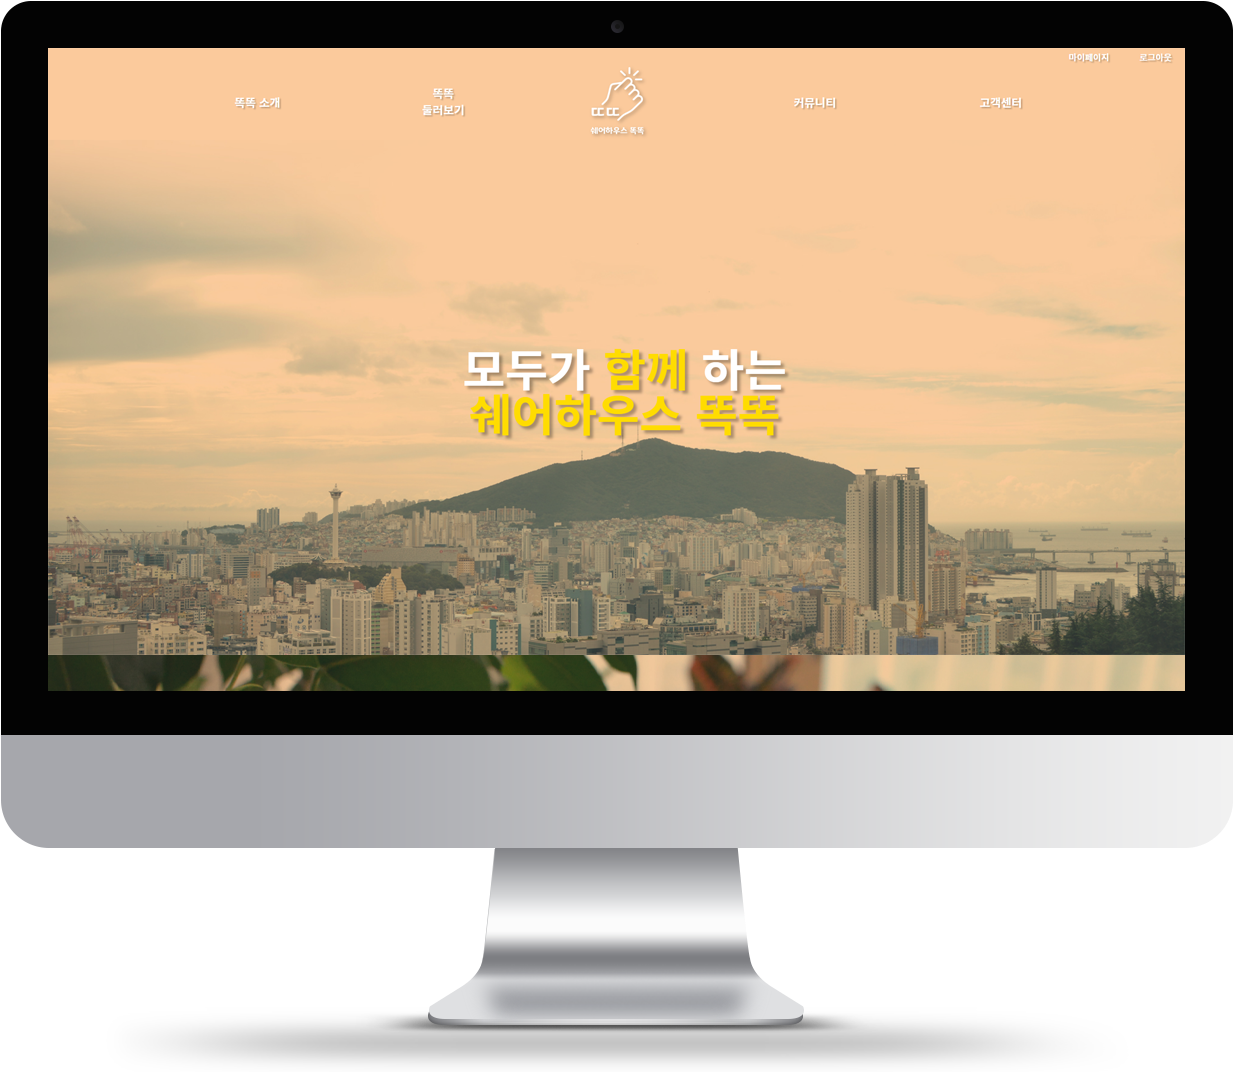 마이페이지 로그아웃
똑똑 소개
똑똑
둘러보기
ㄸㄸ
쉐어하우스 똑똑
커뮤니티
고객센터
모두가 함께 하는
쉐어하우스 똑똑